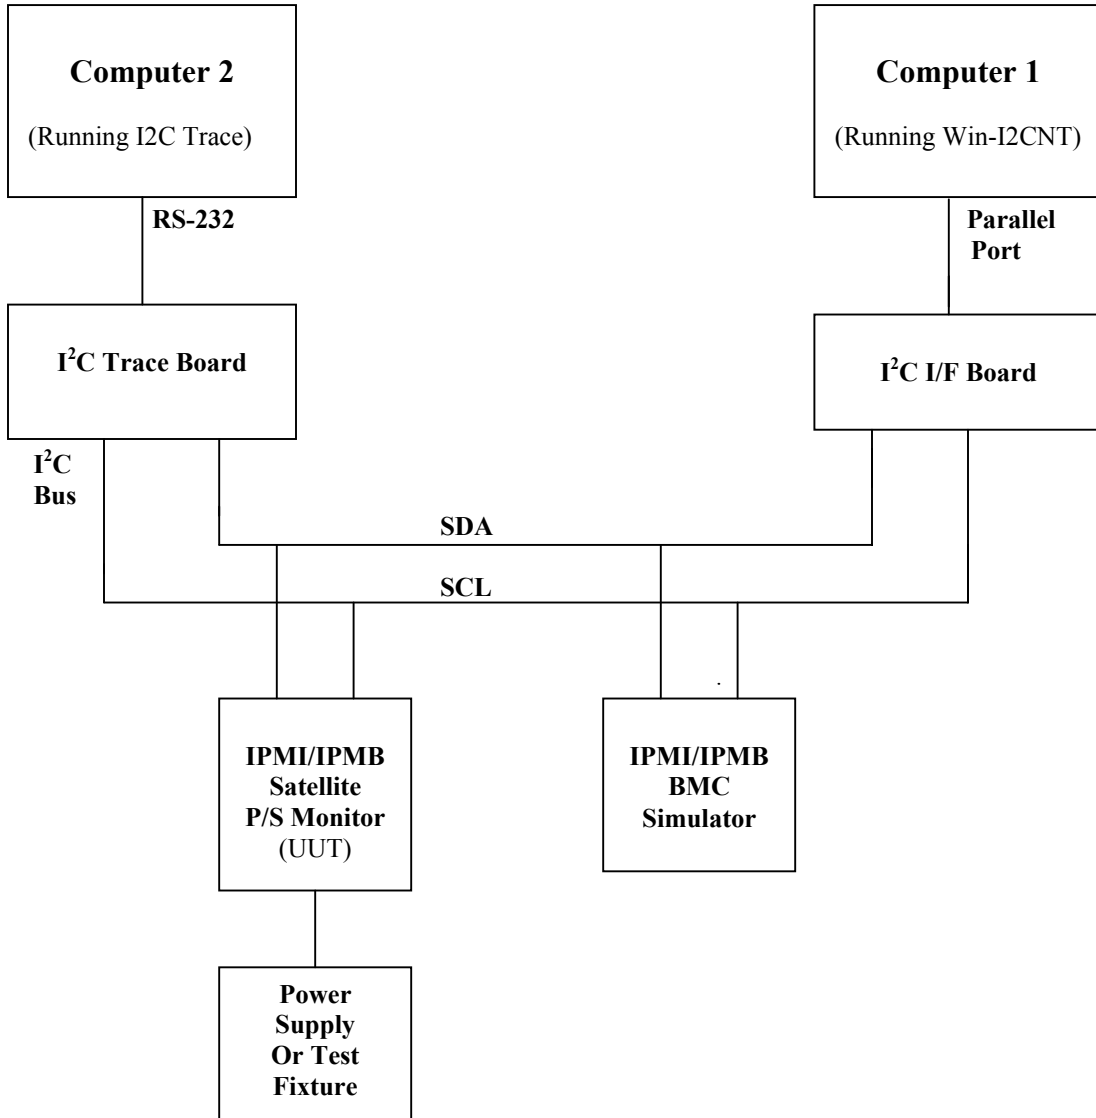 Computer 2
(Running I2C Trace)
Computer 1
(Running Win-I2CNT)
RS-232
Parallel
Port
I²C Trace Board
I²C I/F Board
I²C
Bus
SDA
SCL
IPMI/IPMB
Satellite
P/S Monitor
(UUT)
IPMI/IPMB
BMC
Simulator
Power
Supply
Or Test
Fixture